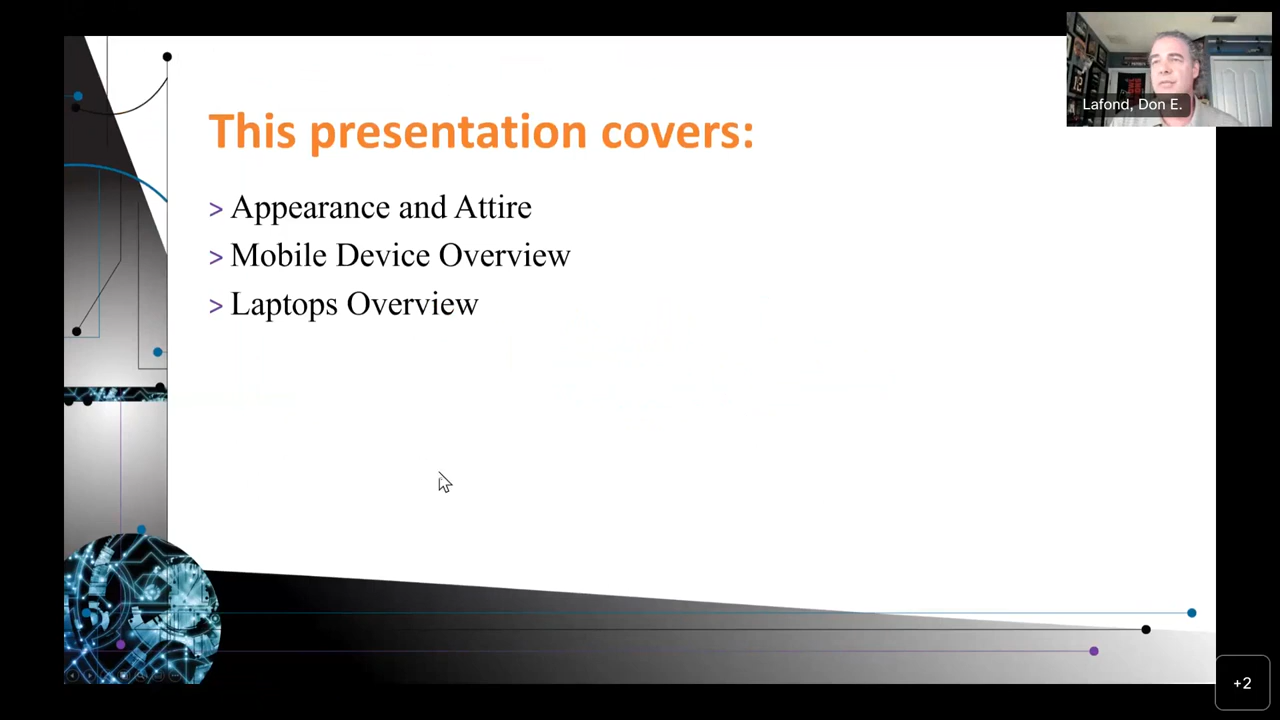 Lafond, Don E.
This presentation covers:
> Appearance and Attire
> Mobile Device Overview
> Laptops Overview
+2